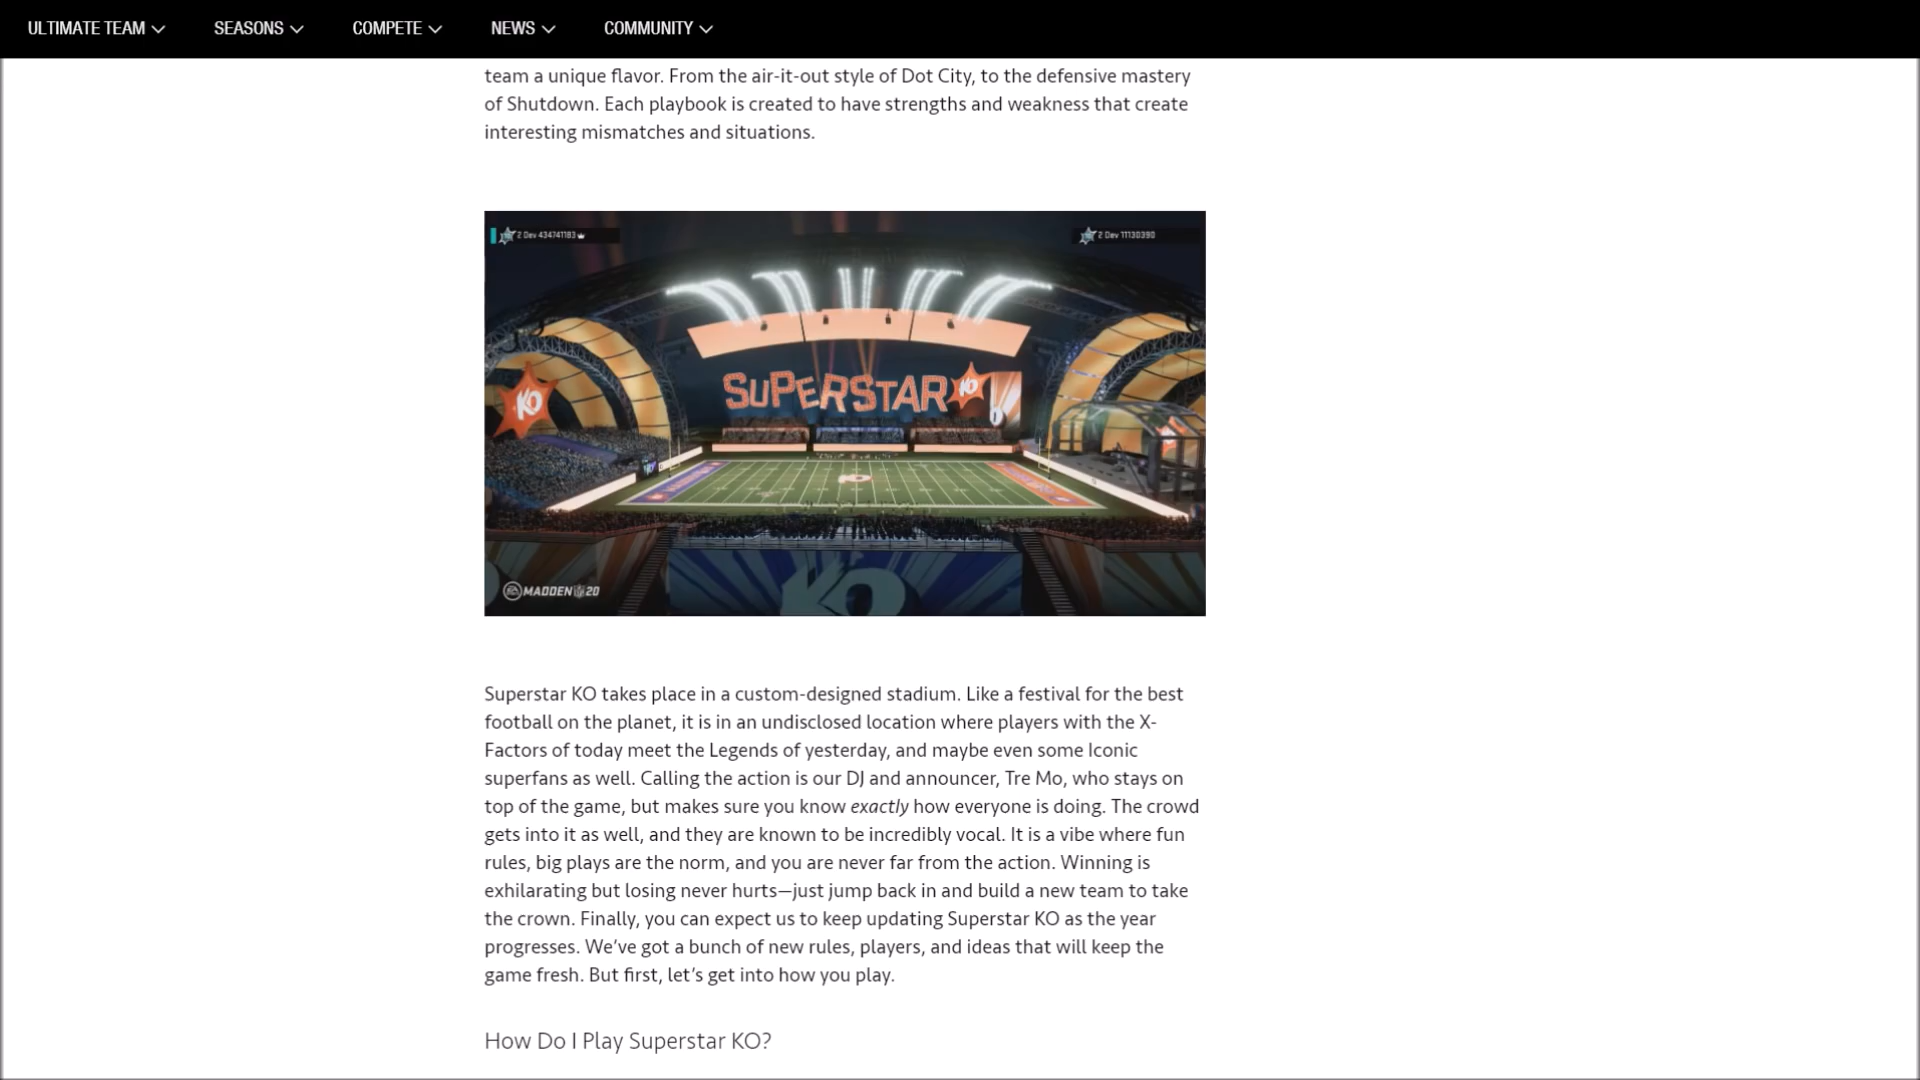 ULTIMATE TEAM
SEASONS
COMPETE
NEWS
COMMUNITY
team a unique flavor. From the air-it-out style of Dot City, to the defensive mastery
of Shutdown. Each playbook is created to have strengths and weakness that create
interesting mismatches and situations.
2 Dev 434741183
2 Dev 11130390
SUPERSTAR KO
KO
KO
MADDEN NFL 20
Superstar KO takes place in a custom-designed stadium. Like a festival for the best
football on the planet, it is in an undisclosed location where players with the X-
Factors of today meet the Legends of yesterday, and maybe even some Iconic
superfans as well. Calling the action is our DJ and announcer, Tre Mo, who stays on
top of the game, but makes sure you know exactly how everyone is doing. The crowd
gets into it as well, and they are known to be incredibly vocal. It is a vibe where fun
rules, big plays are the norm, and you are never far from the action. Winning is
exhilarating but losing never hurts—just jump back in and build a new team to take
the crown. Finally, you can expect us to keep updating Superstar KO as the year
progresses. We’ve got a bunch of new rules, players, and ideas that will keep the
game fresh. But first, let’s get into how you play.
How Do I Play Superstar KO?